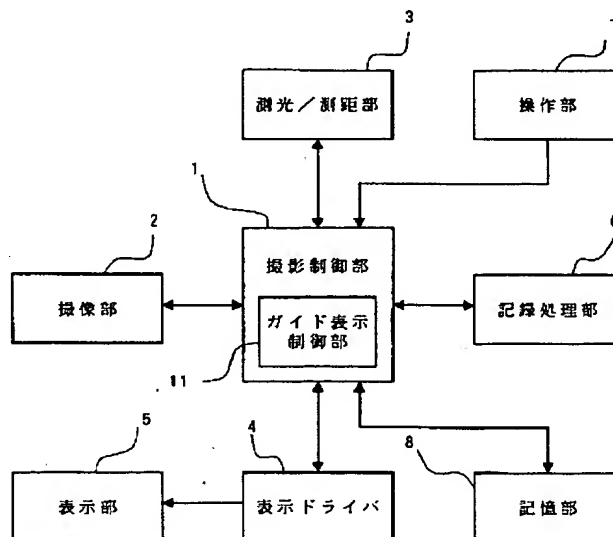 3
測光／測距部
操作部
1
2
撮影制御部
撮像部
記録処理部
ガイド表示
制御部
11
5
4
8
表示部
表示ドライバ
記憶部